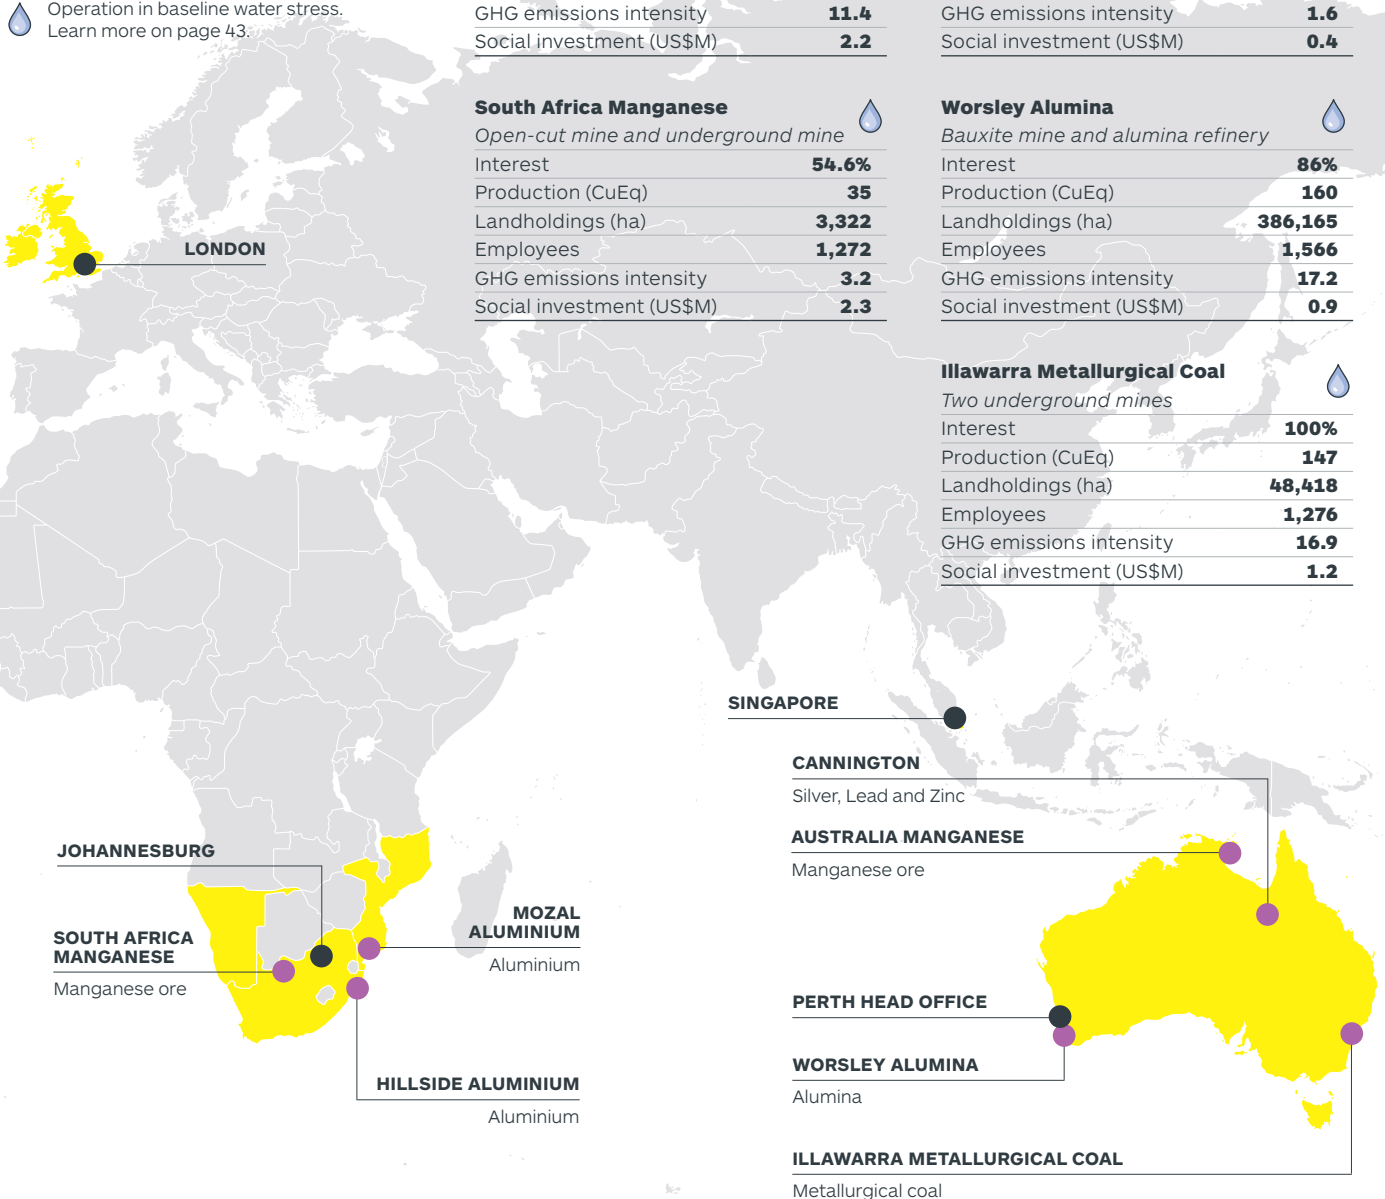 Operation in baseline water stress.
Learn more on page 43.
GHG emissions intensity 11.4
Social investment (US$M) 2.2
GHG emissions intensity 1.6
Social investment (US$M) 0.4
South Africa Manganese
Open-cut mine and underground mine
Interest 54.6%
Production (CuEq) 35
Landholdings (ha) 3,322
Employees 1,272
GHG emissions intensity 3.2
Social investment (US$M) 2.3
Worsley Alumina
Bauxite mine and alumina refinery
Interest 86%
Production (CuEq) 160
Landholdings (ha) 386,165
Employees 1,566
GHG emissions intensity 17.2
Social investment (US$M) 0.9
Illawarra Metallurgical Coal
Two underground mines
Interest 100%
Production (CuEq) 147
Landholdings (ha) 48,418
Employees 1,276
GHG emissions intensity 16.9
Social investment (US$M) 1.2
LONDON
SINGAPORE
CANNINGTON
Silver, Lead and Zinc
AUSTRALIA MANGANESE
Manganese ore
JOHANNESBURG
SOUTH AFRICA
MANGANESE
Manganese ore
MOZAL
ALUMINIUM
Aluminium
HILLSIDE ALUMINIUM
Aluminium
PERTH HEAD OFFICE
WORSLEY ALUMINA
Alumina
ILLAWARRA METALLURGICAL COAL
Metallurgical coal